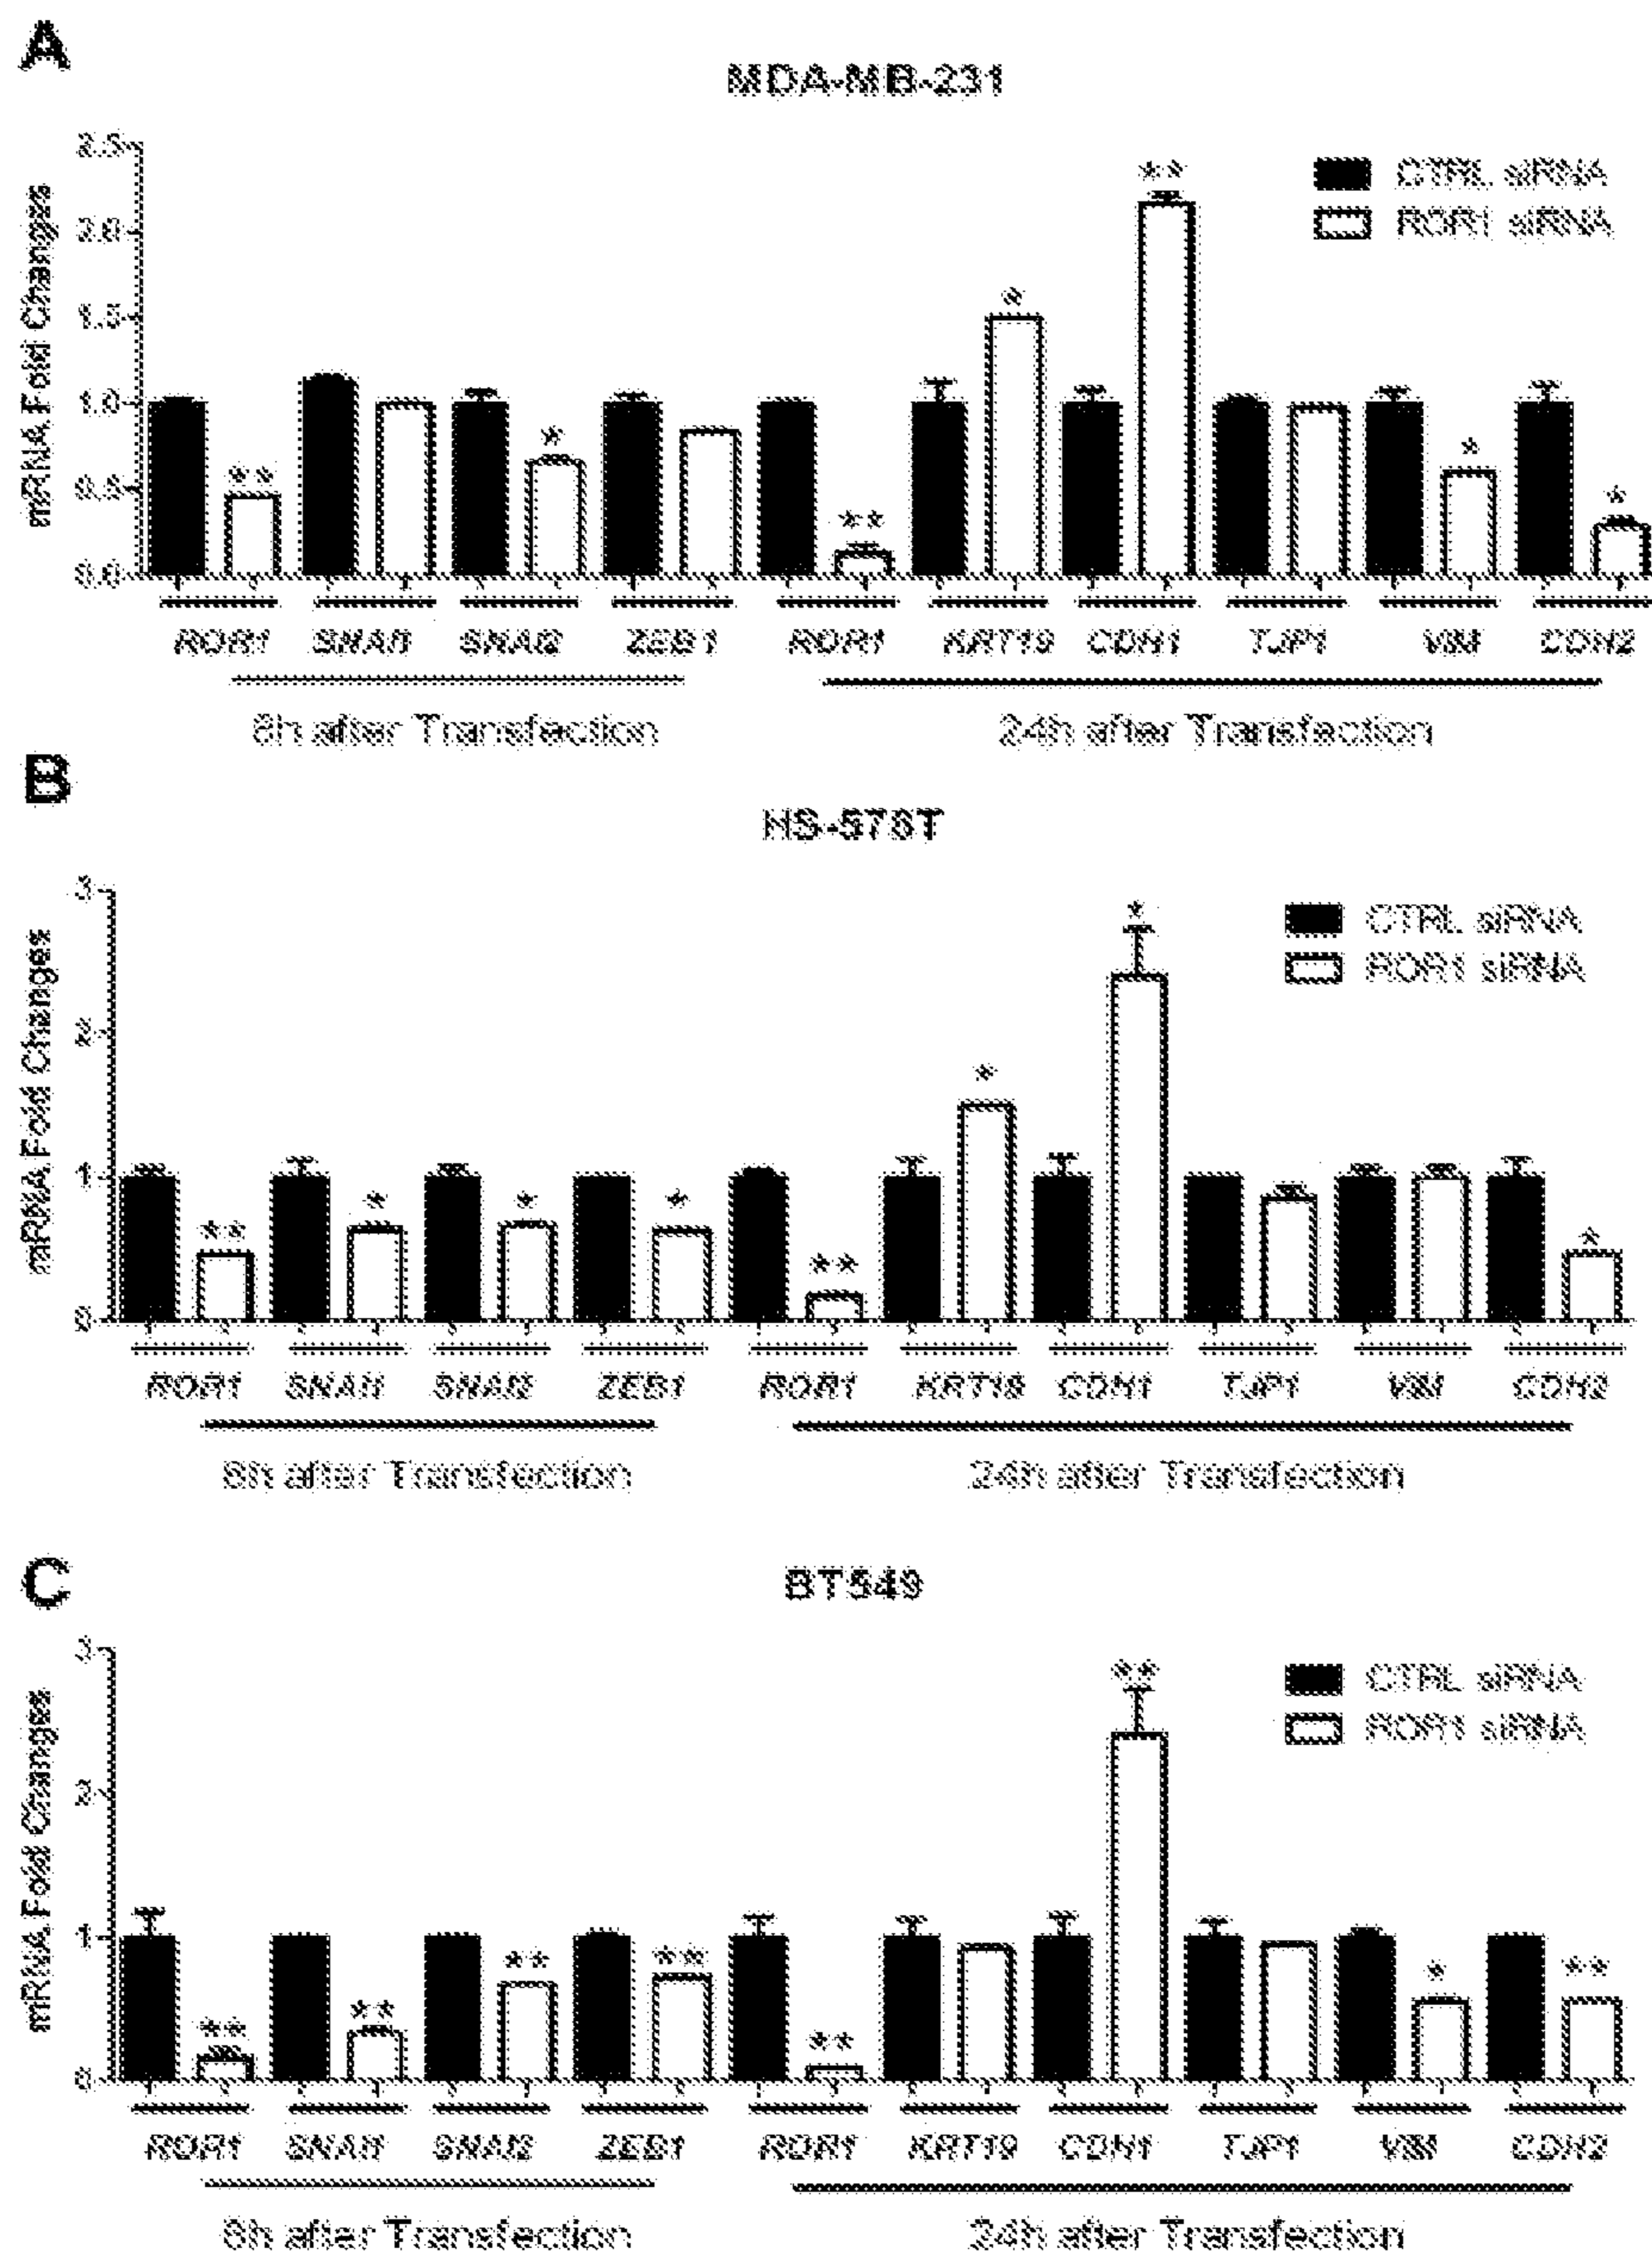 A
MDA-MB-231
2.5
2.0
1.5
1.0
0.5
0.0
mRNA Fold Changes
CTRL siRNA
ROR1 siRNA
** * ** * ** * *
ROR1 SNAI1 SNAI2 ZEB1 ROR1 KRT19 CDH1 TJP1 VIM CDH2
8h after Transfection 24h after Transfection
B
HS-578T
3
2
1
0
mRNA Fold Changes
CTRL siRNA
ROR1 siRNA
** * * * ** * * *
ROR1 SNAI1 SNAI2 ZEB1 ROR1 KRT19 CDH1 TJP1 VIM CDH2
8h after Transfection 24h after Transfection
C
BT549
3
2
1
0
mRNA Fold Changes
CTRL siRNA
ROR1 siRNA
** ** ** ** ** ** * **
ROR1 SNAI1 SNAI2 ZEB1 ROR1 KRT19 CDH1 TJP1 VIM CDH2
8h after Transfection 24h after Transfection